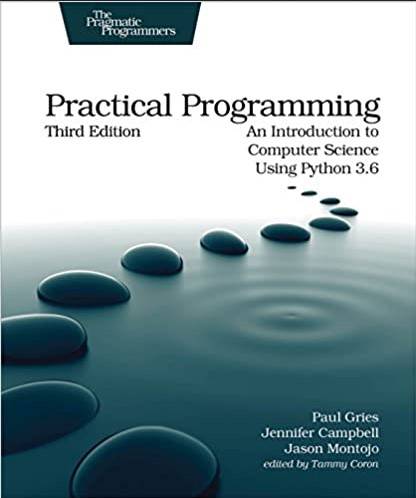 The
Pragmatic
Programmers
Practical Programming
Third Edition
An Introduction to
Computer Science
Using Python 3.6
Paul Gries
Jennifer Campbell
Jason Montojo
edited by Tammy Coron